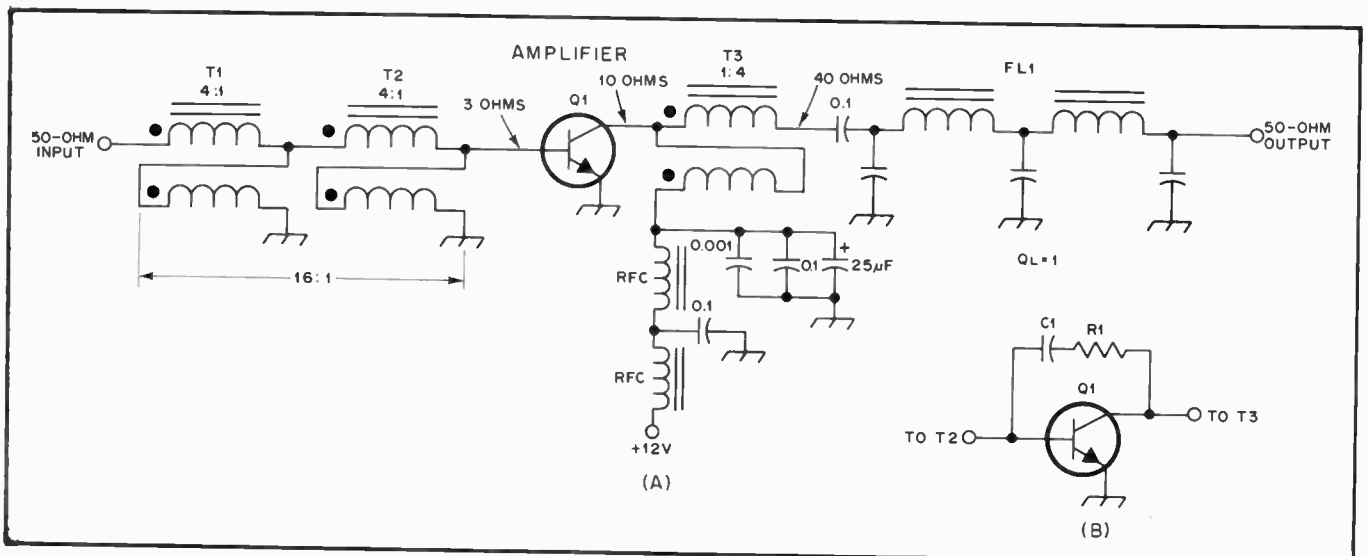 AMPLIFIER
T1
4:1
T2
4:1
3 OHMS
Q1
10 OHMS
T3
1:4
40 OHMS
0.1
FL1
50-OHM
INPUT
50-OHM
OUTPUT
16:1
0.001
0.1
+
25µF
QL=1
RFC
0.1
RFC
+12V
(A)
C1
R1
Q1
TO T2
TO T3
(B)